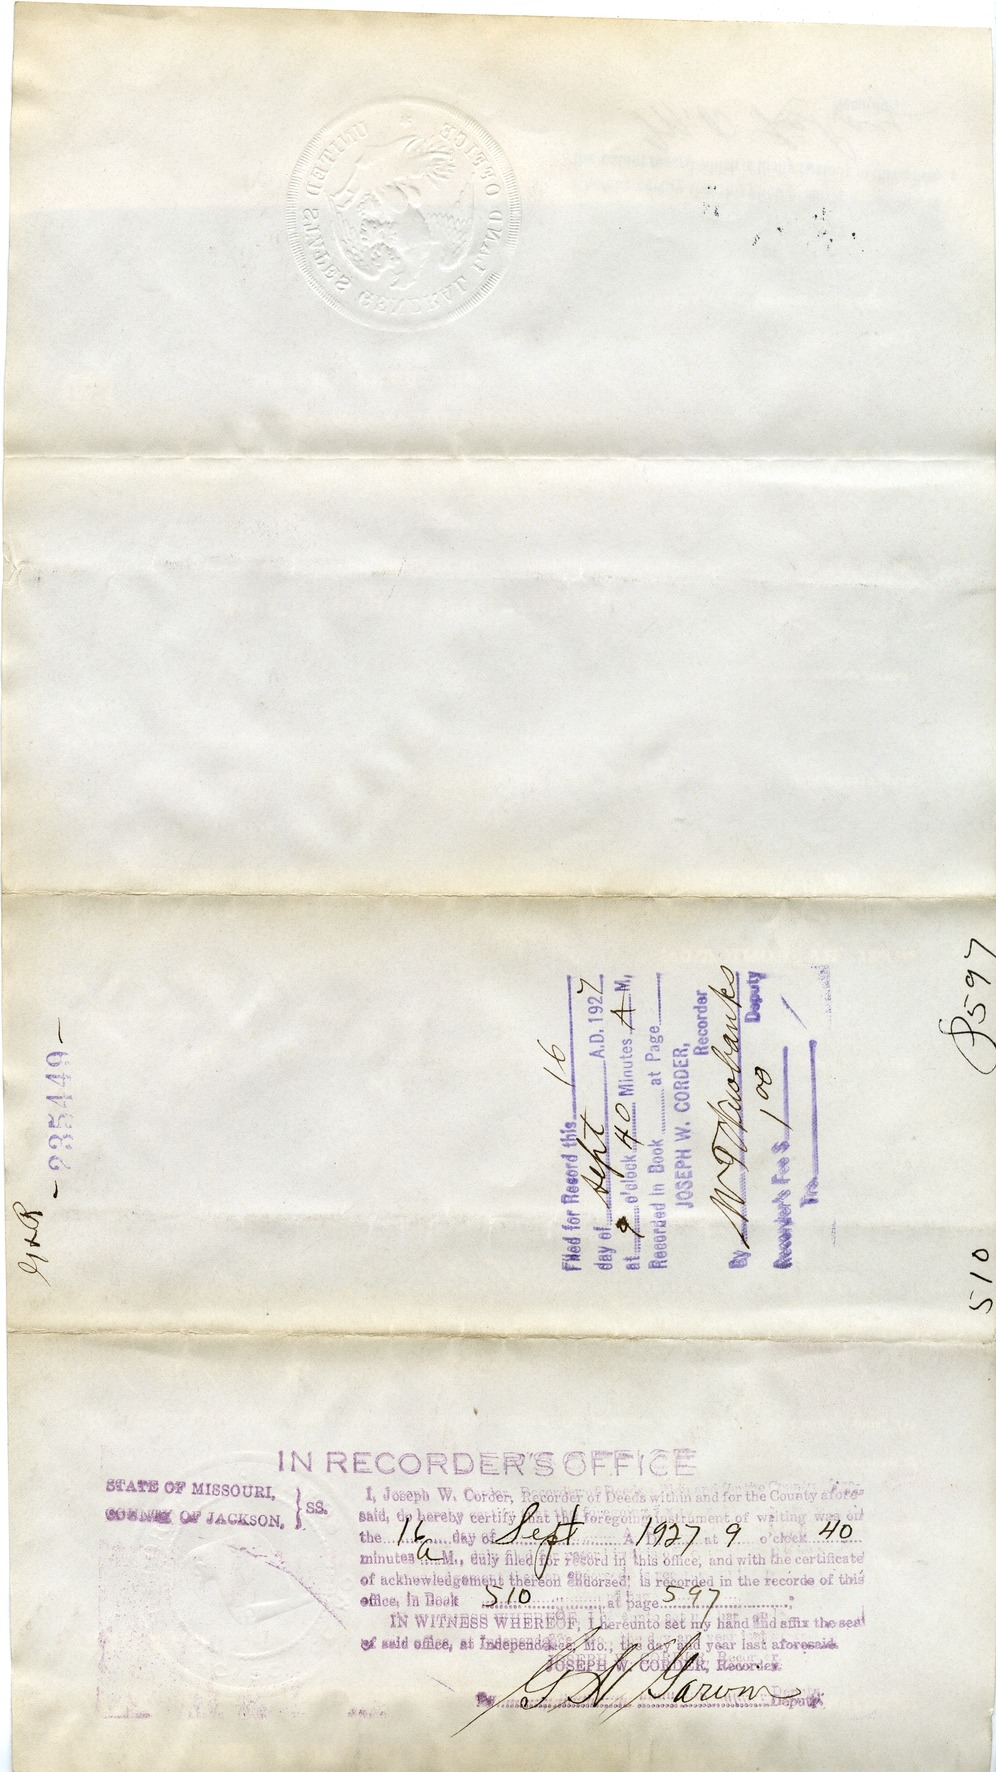 UNITED STATES GENERAL LAND OFFICE
- 235449 -
Filed for Record this 16
day of Sept A.D. 1927
at 9 o'clock 40 Minutes A M,
Recorded in Book at Page
JOSEPH W. CORDER,
Recorder
By
Deputy
Recorder's Fee $ 1 00
510 P597
IN RECORDER'S OFFICE
STATE OF MISSOURI,
COUNTY OF JACKSON, } SS.
I, Joseph W. Corder, Recorder of Deeds within and for the County afore-
said, do hereby certify that the foregoing instrument of writing was on
the 16 day of Sept A. D. 1927 at 9 o'clock 40
minutes a M., duly filed for record in this office, and with the certificate
of acknowledgement thereon endorsed, is recorded in the records of this
office, in Book 510 at page 597
IN WITNESS WHEREOF, I hereunto set my hand and affix the seal
of said office, at Independence, Mo., the day and year last aforesaid.
JOSEPH W. CORDER, Recorder.
By Deputy.